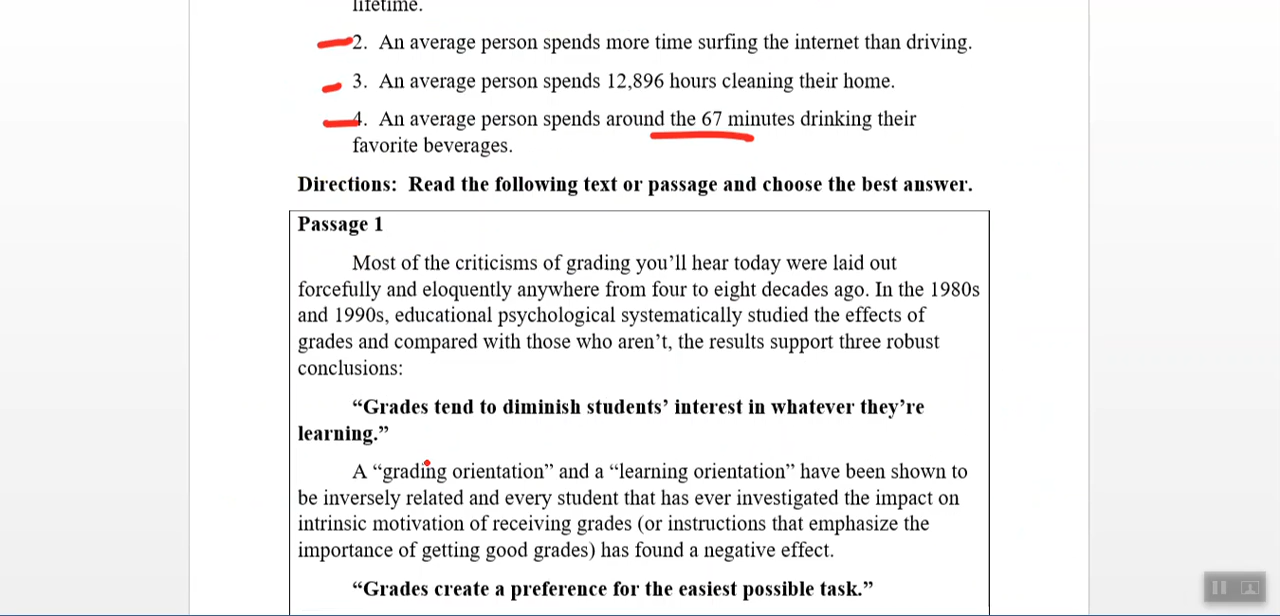 lifetime.
2. An average person spends more time surfing the internet than driving.
3. An average person spends 12,896 hours cleaning their home.
4. An average person spends around the 67 minutes drinking their
favorite beverages.
Directions: Read the following text or passage and choose the best answer.
Passage 1
Most of the criticisms of grading you’ll hear today were laid out
forcefully and eloquently anywhere from four to eight decades ago. In the 1980s
and 1990s, educational psychological systematically studied the effects of
grades and compared with those who aren’t, the results support three robust
conclusions:
“Grades tend to diminish students’ interest in whatever they’re
learning.”
A “grading orientation” and a “learning orientation” have been shown to
be inversely related and every student that has ever investigated the impact on
intrinsic motivation of receiving grades (or instructions that emphasize the
importance of getting good grades) has found a negative effect.
“Grades create a preference for the easiest possible task.”